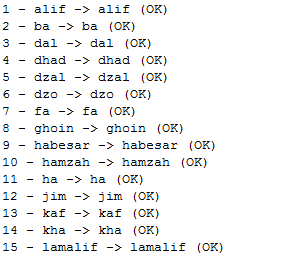 1 - alif -> alif (OK)
2 - ba -> ba (OK)
3 - dal -> dal (OK)
4 - dhad -> dhad (OK)
5 - dzal -> dzal (OK)
6 - dzo -> dzo (OK)
7 - fa -> fa (OK)
8 - ghoin -> ghoin (OK)
9 - habesar -> habesar (OK)
10 - hamzah -> hamzah (OK)
11 - ha -> ha (OK)
12 - jim -> jim (OK)
13 - kaf -> kaf (OK)
14 - kha -> kha (OK)
15 - lamalif -> lamalif (OK)